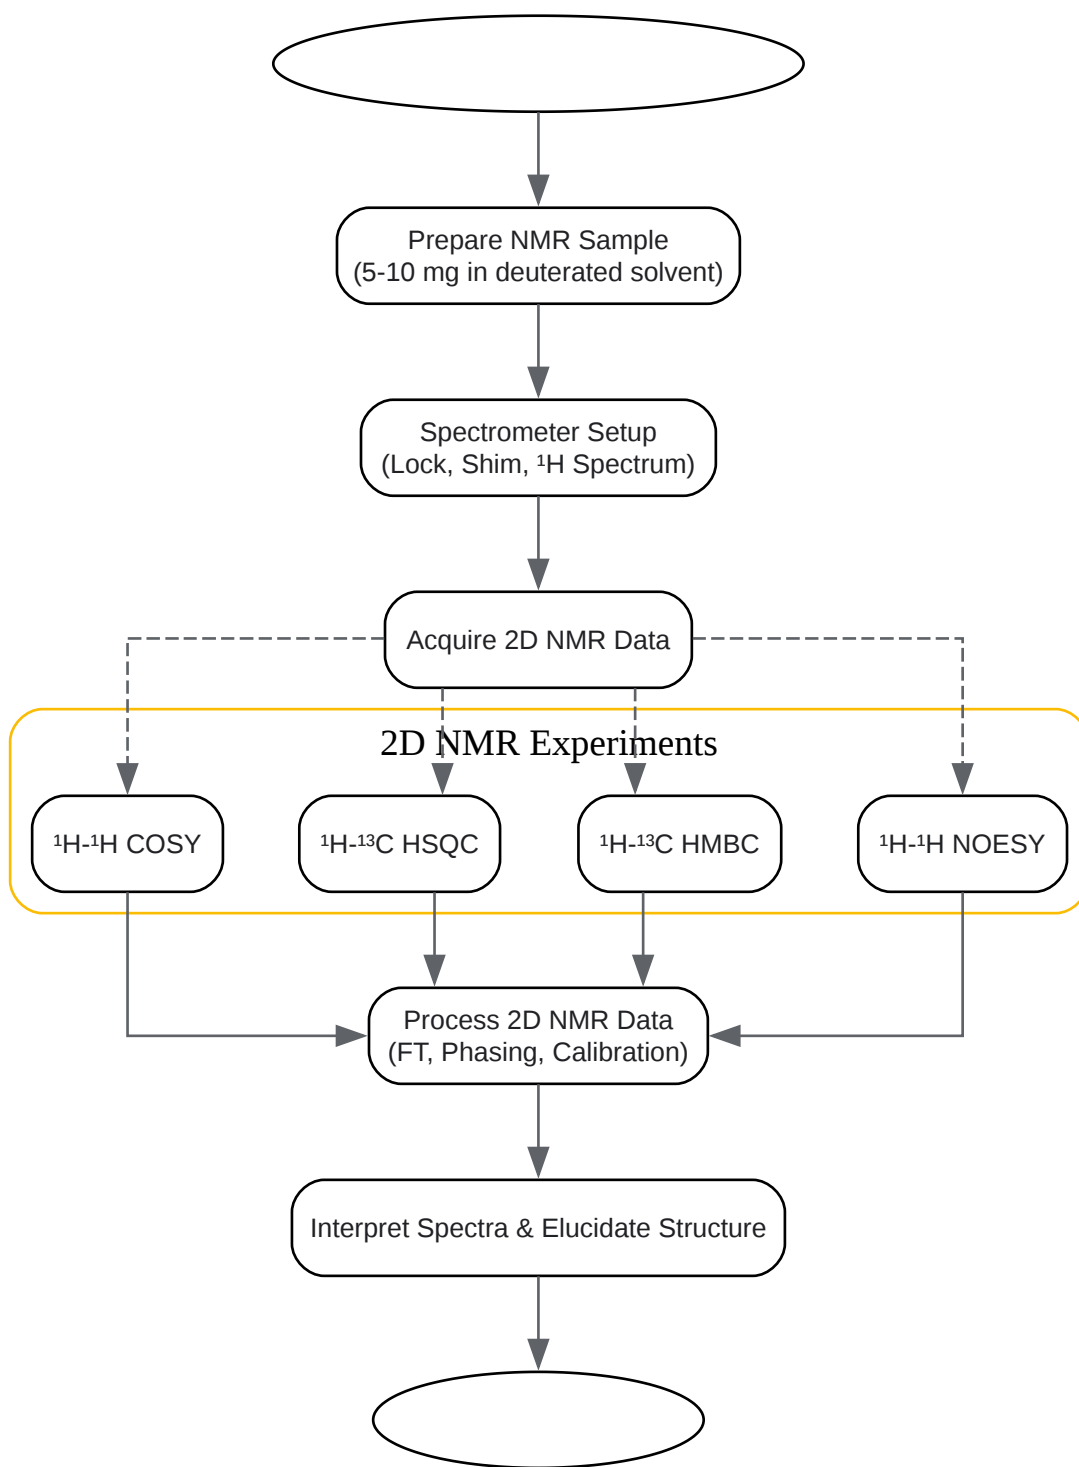 Prepare NMR Sample
(5-10 mg in deuterated solvent)
Spectrometer Setup
(Lock, Shim, ¹H Spectrum)
Acquire 2D NMR Data
2D NMR Experiments
¹H-¹H COSY
¹H-¹³C HSQC
¹H-¹³C HMBC
¹H-¹H NOESY
Process 2D NMR Data
(FT, Phasing, Calibration)
Interpret Spectra & Elucidate Structure